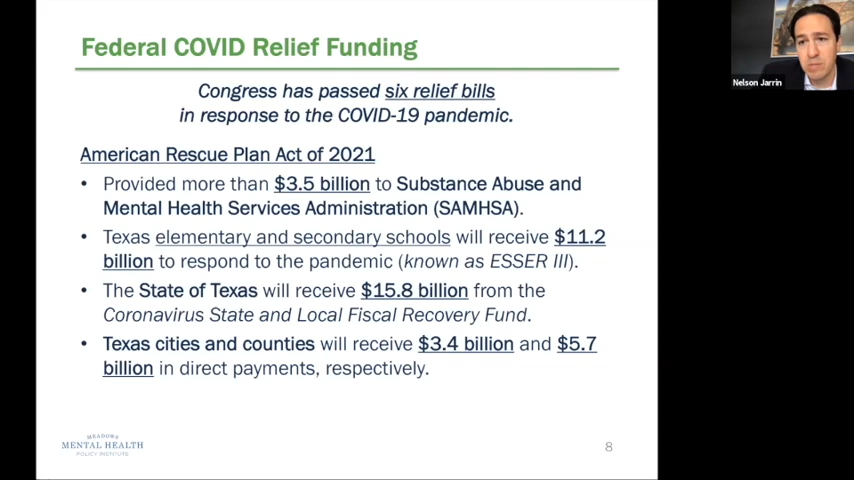 Federal COVID Relief Funding
Congress has passed six relief bills
in response to the COVID-19 pandemic.
American Rescue Plan Act of 2021
• Provided more than $3.5 billion to Substance Abuse and
Mental Health Services Administration (SAMHSA).
• Texas elementary and secondary schools will receive $11.2
billion to respond to the pandemic (known as ESSER III).
• The State of Texas will receive $15.8 billion from the
Coronavirus State and Local Fiscal Recovery Fund.
• Texas cities and counties will receive $3.4 billion and $5.7
billion in direct payments, respectively.
MEADOWS
MENTAL HEALTH
POLICY INSTITUTE
8
Nelson Jarrin